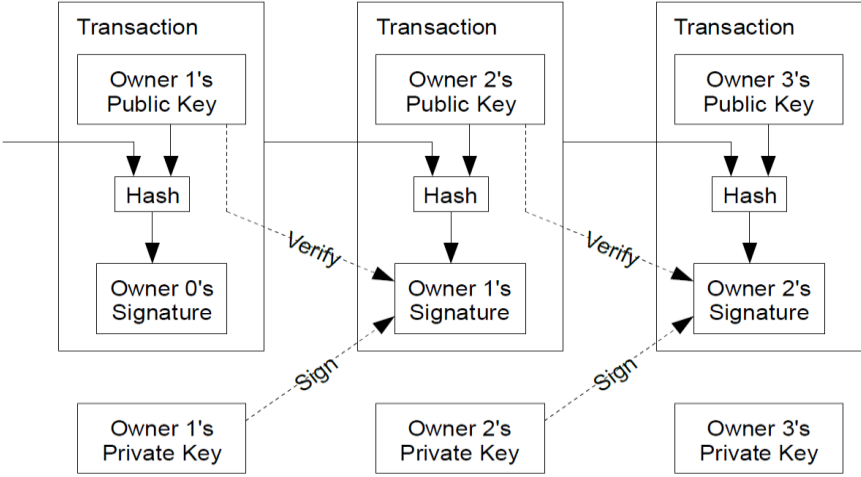 Transaction
Owner 1's
Public Key
Hash
Owner 0's
Signature
Transaction
Owner 2's
Public Key
Hash
Verify
Owner 1's
Signature
Sign
Transaction
Owner 3's
Public Key
Hash
Verify
Owner 2's
Signature
Sign
Owner 1's
Private Key
Owner 2's
Private Key
Owner 3's
Private Key